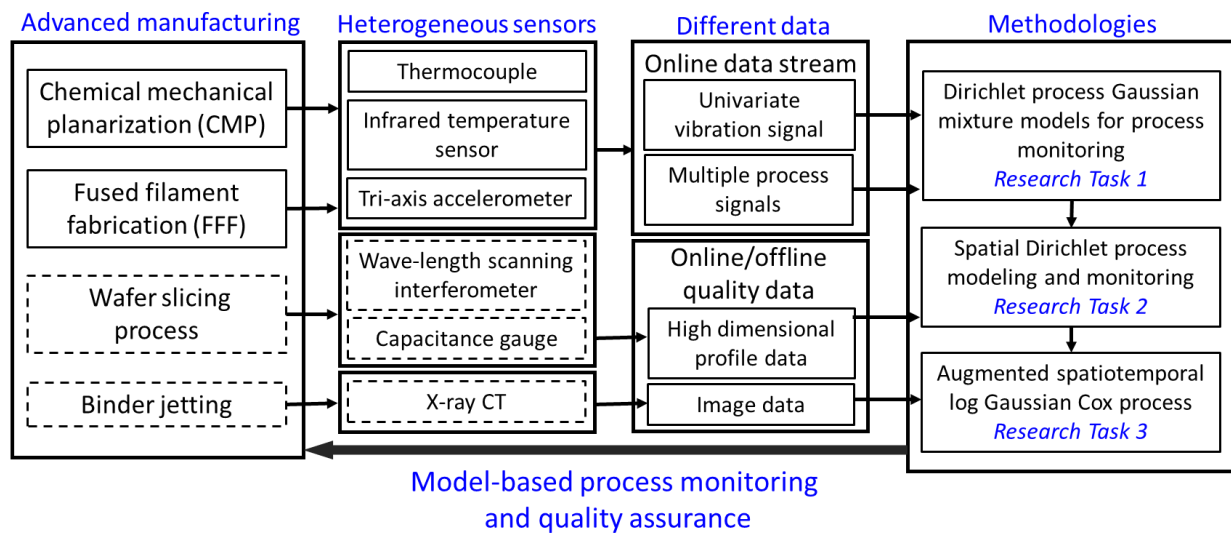 Advanced manufacturing
Chemical mechanical
planarization (CMP)
Fused filament
fabrication (FFF)
Wafer slicing
process
Binder jetting
Heterogeneous sensors
Thermocouple
Infrared temperature
sensor
Tri-axis accelerometer
Wave-length scanning
interferometer
Capacitance gauge
X-ray CT
Different data
Online data stream
Univariate
vibration signal
Multiple process
signals
Online/offline
quality data
High dimensional
profile data
Image data
Methodologies
Dirichlet process Gaussian
mixture models for process
monitoring
Research Task 1
Spatial Dirichlet process
modeling and monitoring
Research Task 2
Augmented spatiotemporal
log Gaussian Cox process
Research Task 3
Model-based process monitoring
and quality assurance